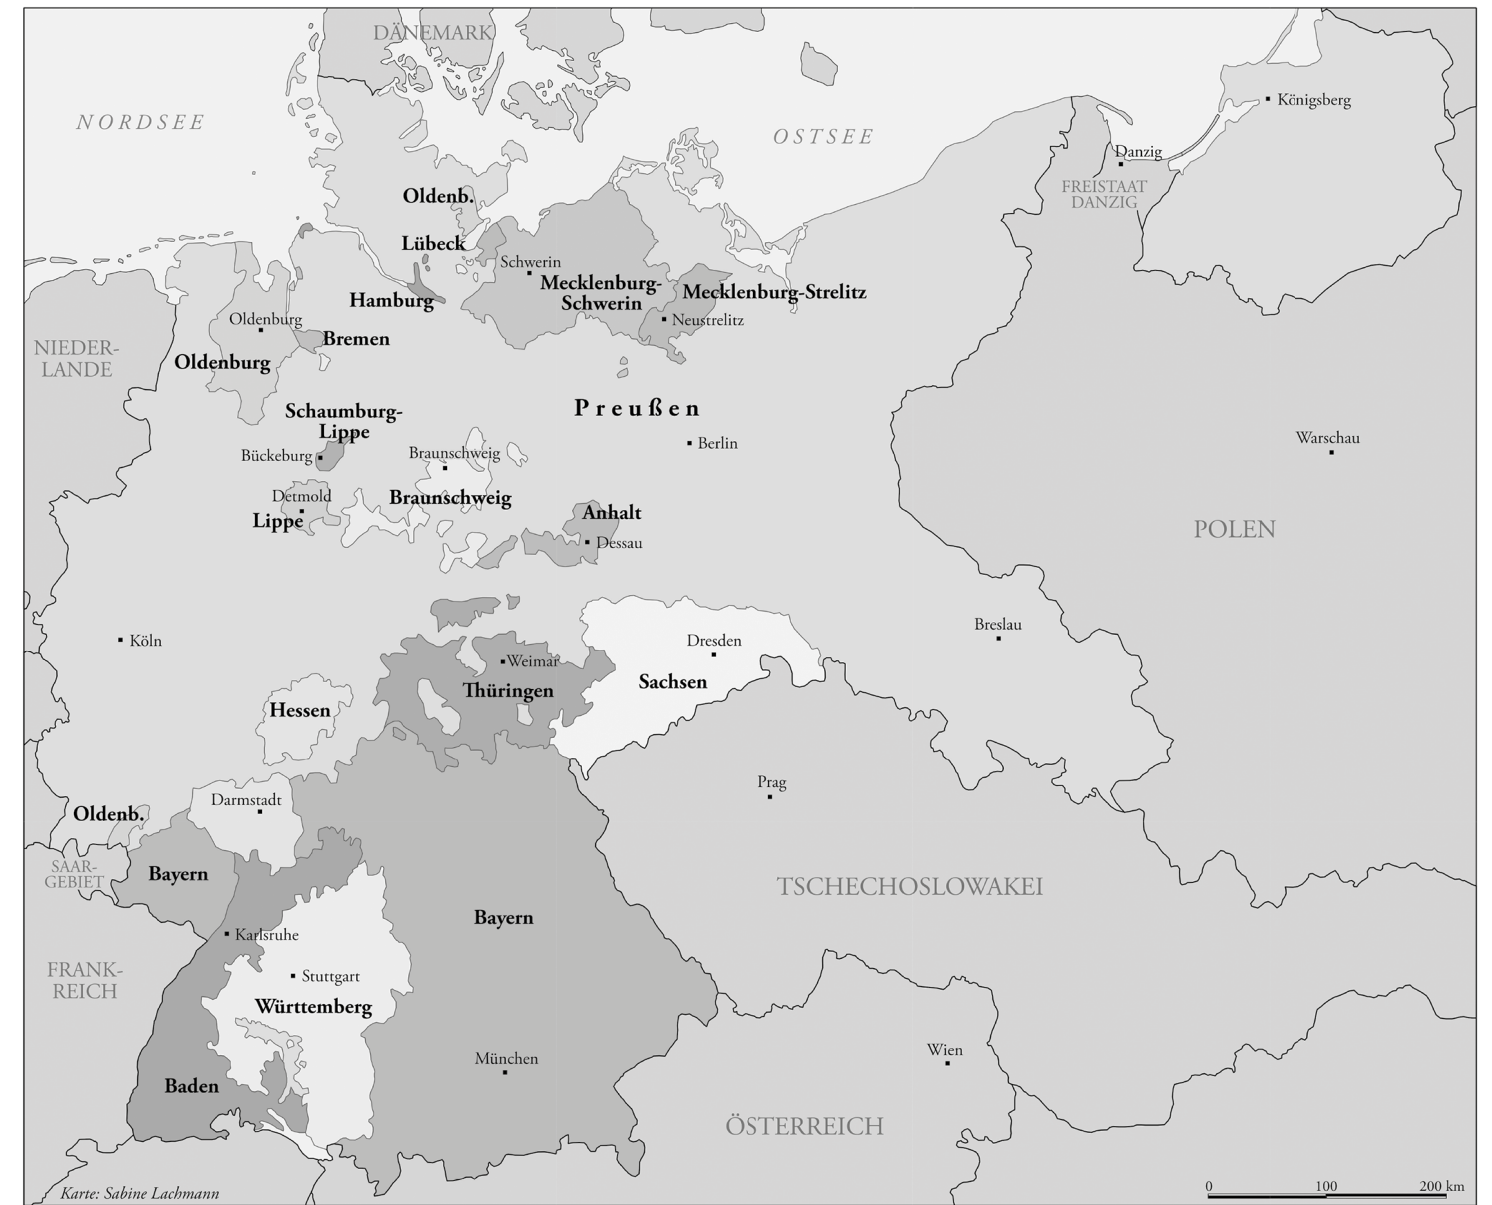 DÄNEMARK
NORDSEE
OSTSEE
Königsberg
Danzig
FREISTAAT
DANZIG
Oldenb.
Lübeck
Schwerin
Mecklenburg-
Schwerin
Mecklenburg-Strelitz
Hamburg
Oldenburg
Neustrelitz
Bremen
NIEDER-
LANDE
Oldenburg
Schaumburg-
Lippe
Preußen
Bückeburg
Braunschweig
Berlin
Warschau
Detmold
Braunschweig
Lippe
Anhalt
Dessau
POLEN
Köln
Breslau
Dresden
Weimar
Thüringen
Sachsen
Hessen
Prag
Darmstadt
Oldenb.
SAAR-
GEBIET
Bayern
TSCHECHOSLOWAKEI
Bayern
Karlsruhe
FRANK-
REICH
Stuttgart
Württemberg
Wien
München
Baden
ÖSTERREICH
Karte: Sabine Lachmann
0 100 200 km